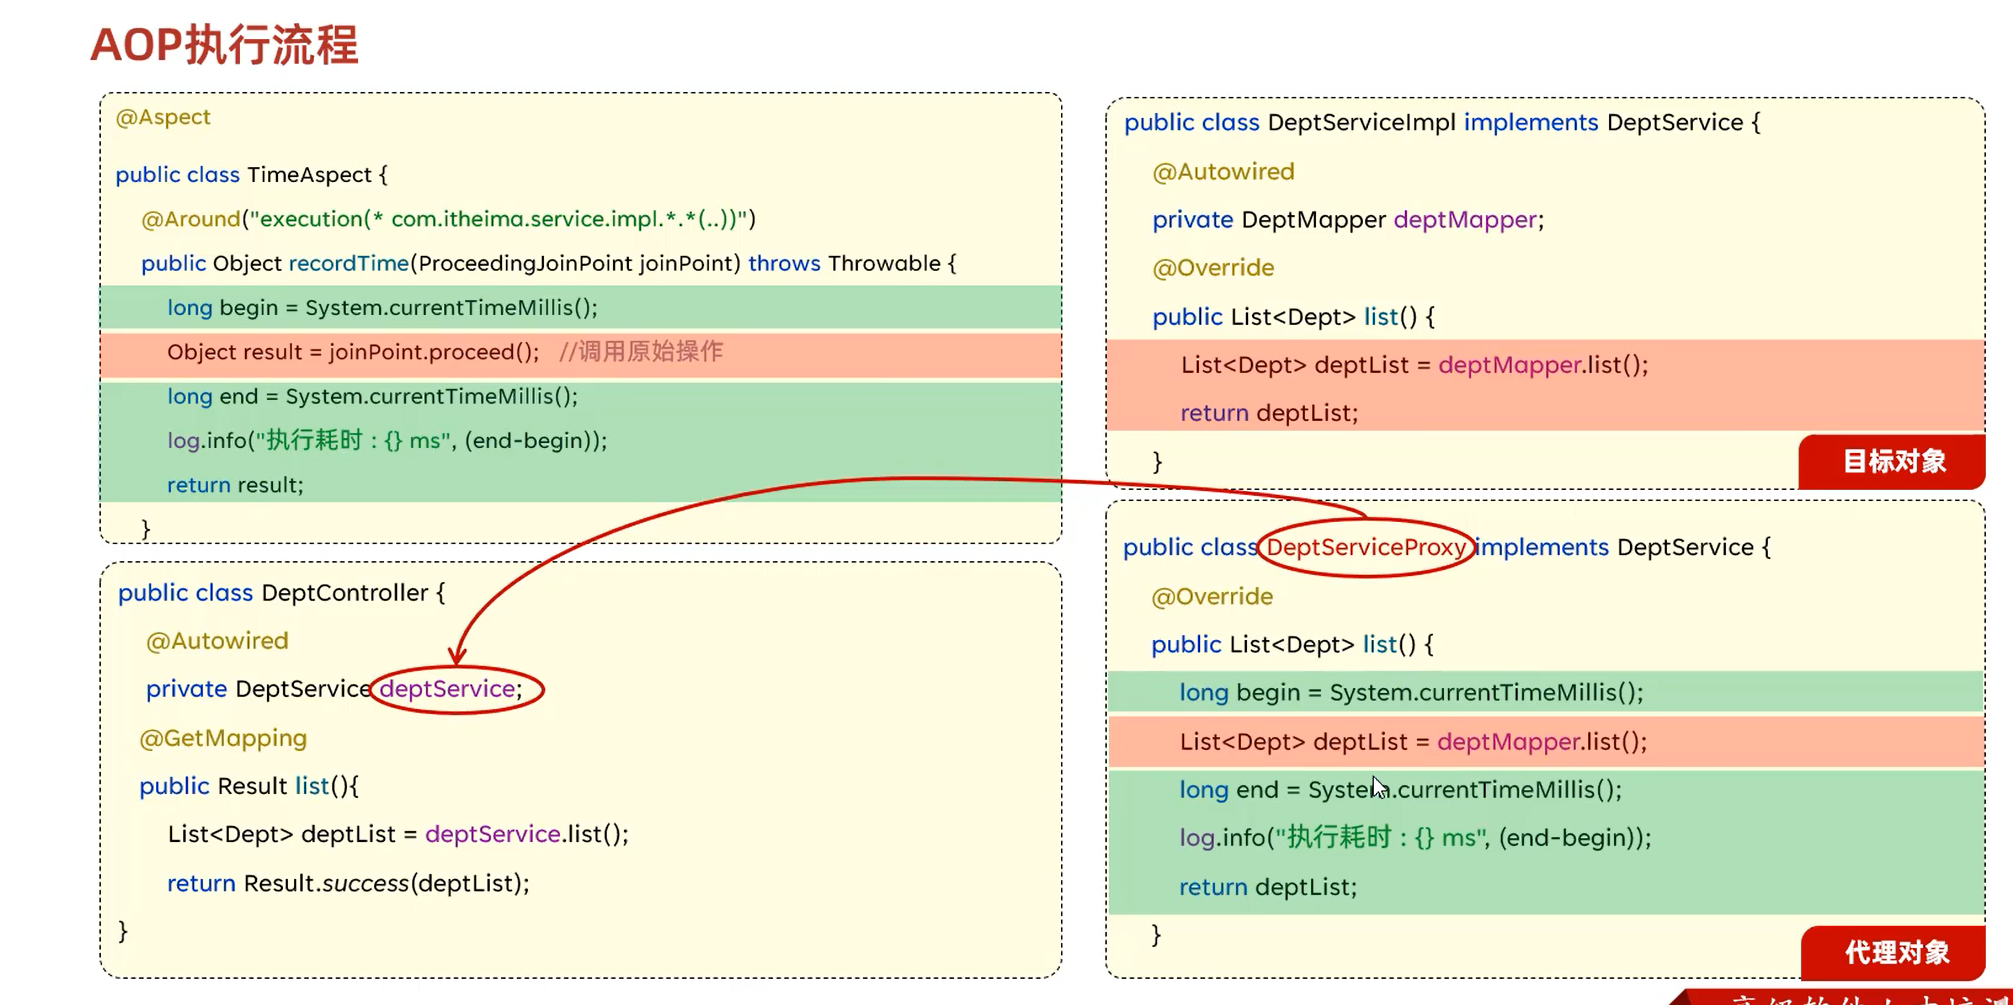 AOP执行流程
@Aspect
public class TimeAspect {
@Around("execution(* com.itheima.service.impl.*.*(..))")
public Object recordTime(ProceedingJoinPoint joinPoint) throws Throwable {
long begin = System.currentTimeMillis();
Object result = joinPoint.proceed(); //调用原始操作
long end = System.currentTimeMillis();
log.info("执行耗时 : {} ms", (end-begin));
return result;
}
public class DeptController {
@Autowired
private DeptService deptService;
@GetMapping
public Result list(){
List<Dept> deptList = deptService.list();
return Result.success(deptList);
}
public class DeptServiceImpl implements DeptService {
@Autowired
private DeptMapper deptMapper;
@Override
public List<Dept> list() {
List<Dept> deptList = deptMapper.list();
return deptList;
}
目标对象
public class DeptServiceProxy implements DeptService {
@Override
public List<Dept> list() {
long begin = System.currentTimeMillis();
List<Dept> deptList = deptMapper.list();
long end = System.currentTimeMillis();
log.info("执行耗时 : {} ms", (end-begin));
return deptList;
}
代理对象